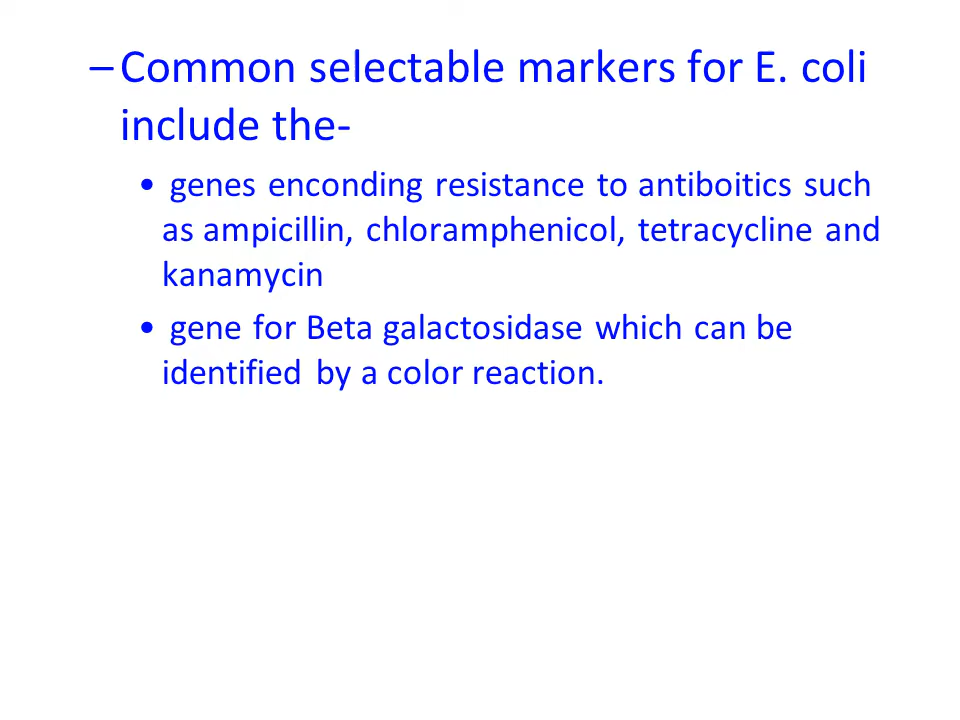 – Common selectable markers for E. coli
include the-
• genes enconding resistance to antiboitics such
as ampicillin, chloramphenicol, tetracycline and
kanamycin
• gene for Beta galactosidase which can be
identified by a color reaction.